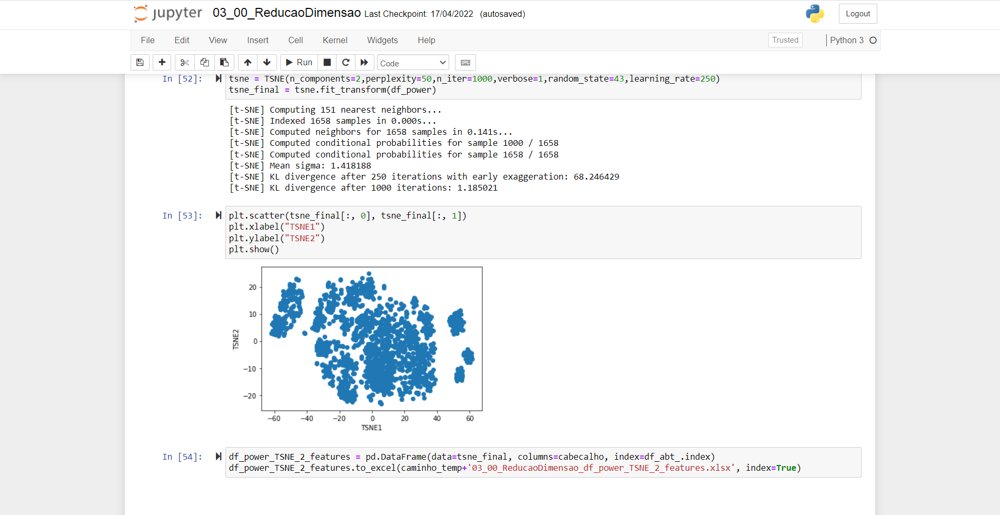 jupyter 03_00_ReducaoDimensao Last Checkpoint: 17/04/2022 (autosaved) Logout
File Edit View Insert Cell Kernel Widgets Help Trusted Python 3
Run Code
In [52]: tsne = TSNE(n_components=2,perplexity=50,n_iter=1000,verbose=1,random_state=43,learning_rate=250)
tsne_final = tsne.fit_transform(df_power)
[t-SNE] Computing 151 nearest neighbors...
[t-SNE] Indexed 1658 samples in 0.000s...
[t-SNE] Computed neighbors for 1658 samples in 0.141s...
[t-SNE] Computed conditional probabilities for sample 1000 / 1658
[t-SNE] Computed conditional probabilities for sample 1658 / 1658
[t-SNE] Mean sigma: 1.418188
[t-SNE] KL divergence after 250 iterations with early exaggeration: 68.246429
[t-SNE] KL divergence after 1000 iterations: 1.185021
In [53]: plt.scatter(tsne_final[:, 0], tsne_final[:, 1])
plt.xlabel("TSNE1")
plt.ylabel("TSNE2")
plt.show()
20
10
0
−10
−20
TSNE2
−60 −40 −20 0 20 40 60
TSNE1
In [54]: df_power_TSNE_2_features = pd.DataFrame(data=tsne_final, columns=cabecalho, index=df_abt_.index)
df_power_TSNE_2_features.to_excel(caminho_temp+'03_00_ReducaoDimensao_df_power_TSNE_2_features.xlsx', index=True)